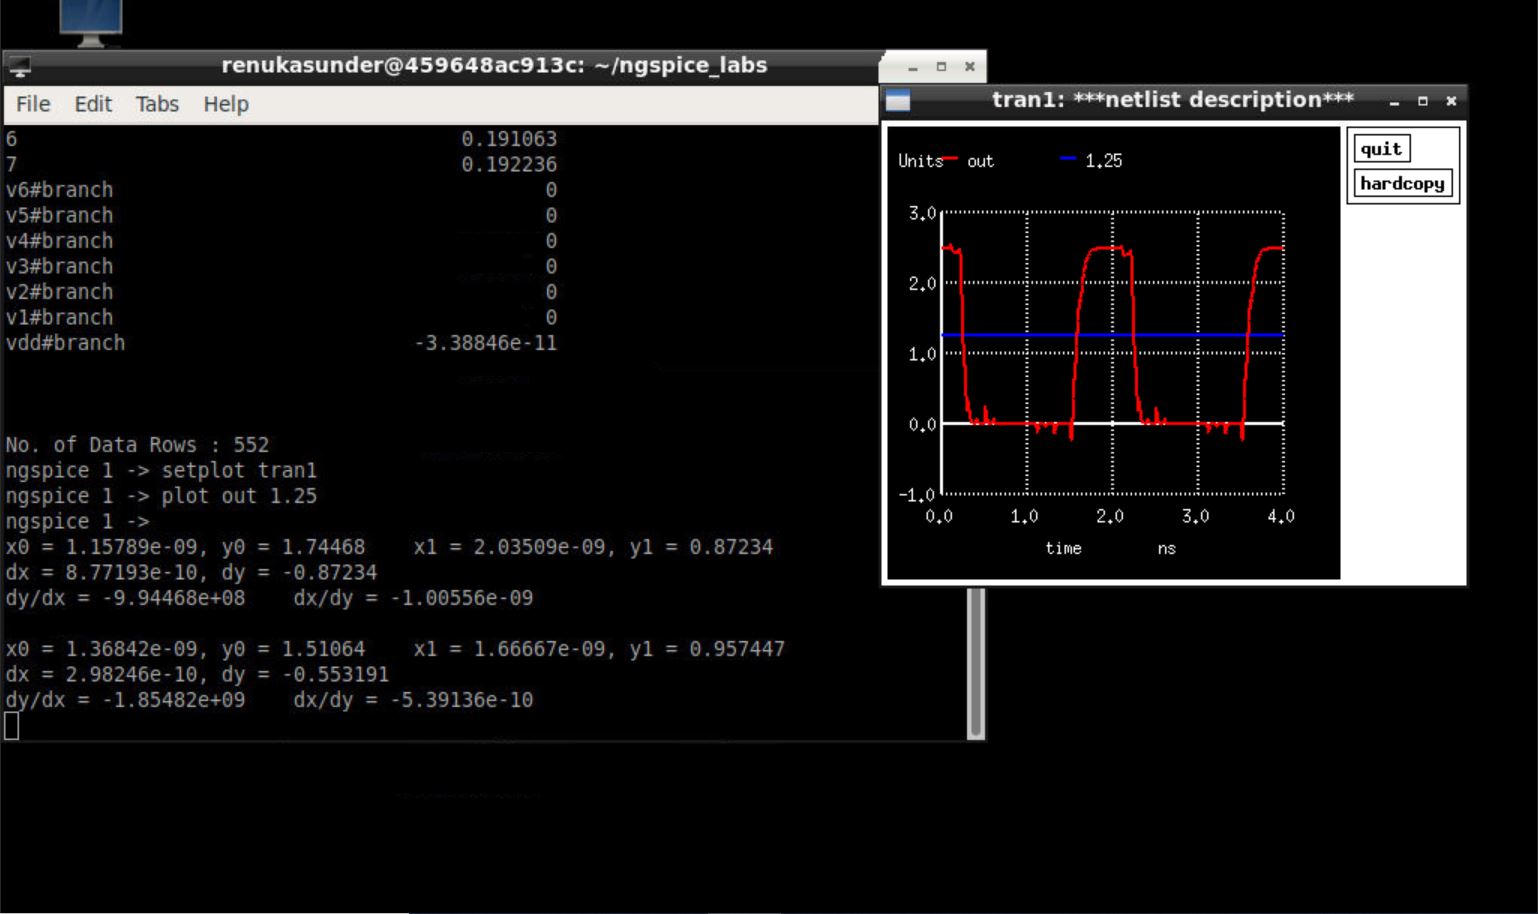 renukasunder@459648ac913c: ~/ngspice_labs
File Edit Tabs Help
6 0.191063
7 0.192236
v6#branch 0
v5#branch 0
v4#branch 0
v3#branch 0
v2#branch 0
v1#branch 0
vdd#branch -3.38846e-11
No. of Data Rows : 552
ngspice 1 -> setplot tran1
ngspice 1 -> plot out 1.25
ngspice 1 ->
x0 = 1.15789e-09, y0 = 1.74468 x1 = 2.03509e-09, y1 = 0.87234
dx = 8.77193e-10, dy = -0.87234
dy/dx = -9.94468e+08 dx/dy = -1.00556e-09
x0 = 1.36842e-09, y0 = 1.51064 x1 = 1.66667e-09, y1 = 0.957447
dx = 2.98246e-10, dy = -0.553191
dy/dx = -1.85482e+09 dx/dy = -5.39136e-10
tran1: ***netlist description***
quit
hardcopy
Units out 1.25
3.0
2.0
1.0
0.0
-1.0
0.0 1.0 2.0 3.0 4.0
time ns